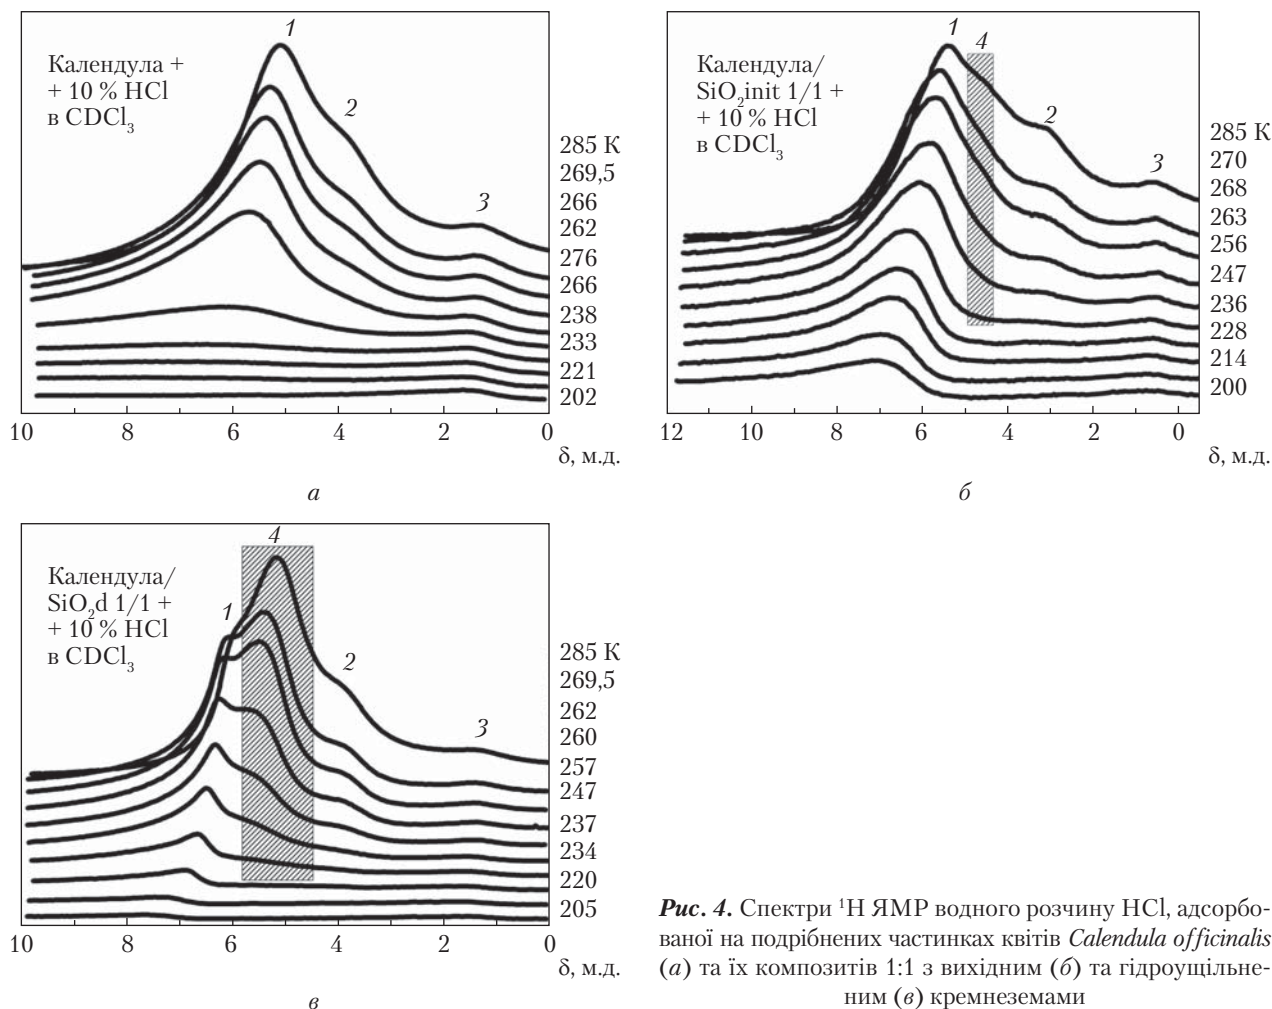 Календула +
+ 10 % HCl
в CDCl3
1
2
3
285 К
269,5
266
262
276
266
238
233
221
202
10 8 6 4 2 0
δ, м.д.
а
Календула/
SiO2init 1/1 +
+ 10 % HCl
в CDCl3
1
4
2
3
285 К
270
268
263
256
247
236
228
214
200
12 10 8 6 4 2 0
δ, м.д.
б
Календула/
SiO2d 1/1 +
+ 10 % HCl
в CDCl3
4
1
2
3
285 К
269,5
262
260
257
247
237
234
220
205
10 8 6 4 2 0
δ, м.д.
в
Рис. 4. Спектри ¹H ЯМР водного розчину HCl, адсорбо-
ваної на подрібнених частинках квітів Calendula officinalis
(а) та їх композитів 1:1 з вихідним (б) та гідроущільне-
ним (в) кремнеземами